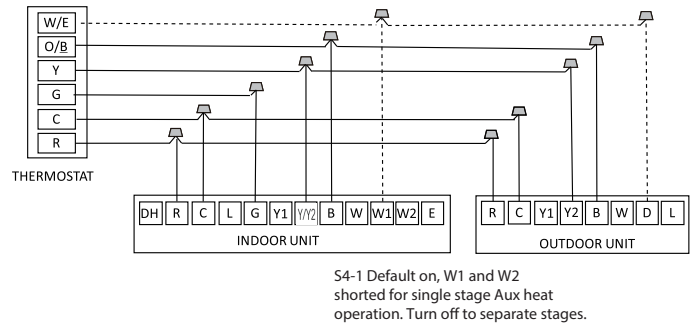 W/E
O/B
Y
G
C
R
THERMOSTAT
DH R C L G Y1 Y/Y2 B W W1 W2 E
INDOOR UNIT
R C Y1 Y2 B W D L
OUTDOOR UNIT
S4-1 Default on, W1 and W2
shorted for single stage Aux heat
operation. Turn off to separate stages.